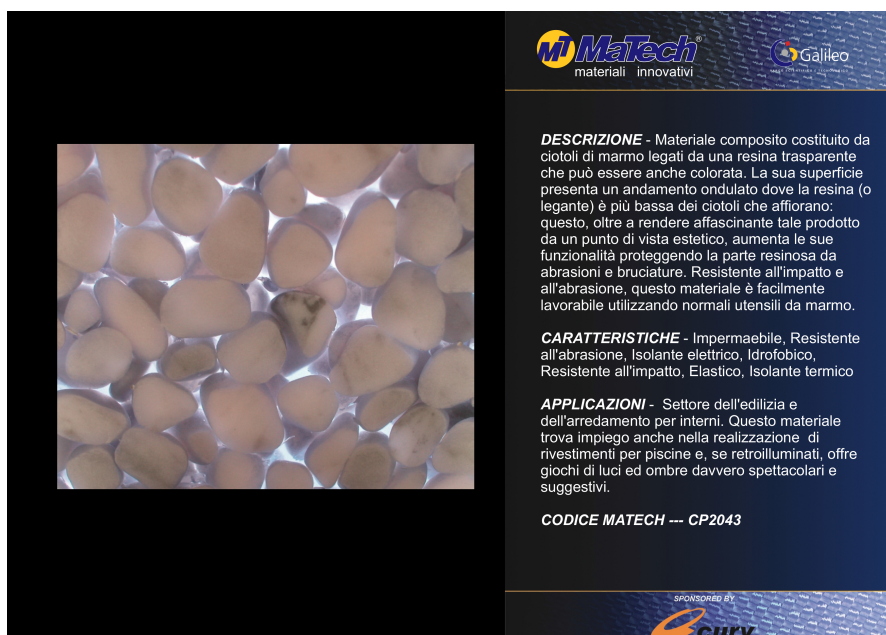 MT MaTech®
materiali innovativi
Galileo
DESCRIZIONE - Materiale composito costituito da
ciotoli di marmo legati da una resina trasparente
che può essere anche colorata. La sua superficie
presenta un andamento ondulato dove la resina (o
legante) è più bassa dei ciotoli che affiorano:
questo, oltre a rendere affascinante tale prodotto
da un punto di vista estetico, aumenta le sue
funzionalità proteggendo la parte resinosa da
abrasioni e bruciature. Resistente all'impatto e
all'abrasione, questo materiale è facilmente
lavorabile utilizzando normali utensili da marmo.
CARATTERISTICHE - Impermaebile, Resistente
all'abrasione, Isolante elettrico, Idrofobico,
Resistente all'impatto, Elastico, Isolante termico
APPLICAZIONI - Settore dell'edilizia e
dell'arredamento per interni. Questo materiale
trova impiego anche nella realizzazione di
rivestimenti per piscine e, se retroilluminati, offre
giochi di luci ed ombre davvero spettacolari e
suggestivi.
CODICE MATECH --- CP2043
SPONSORED BY